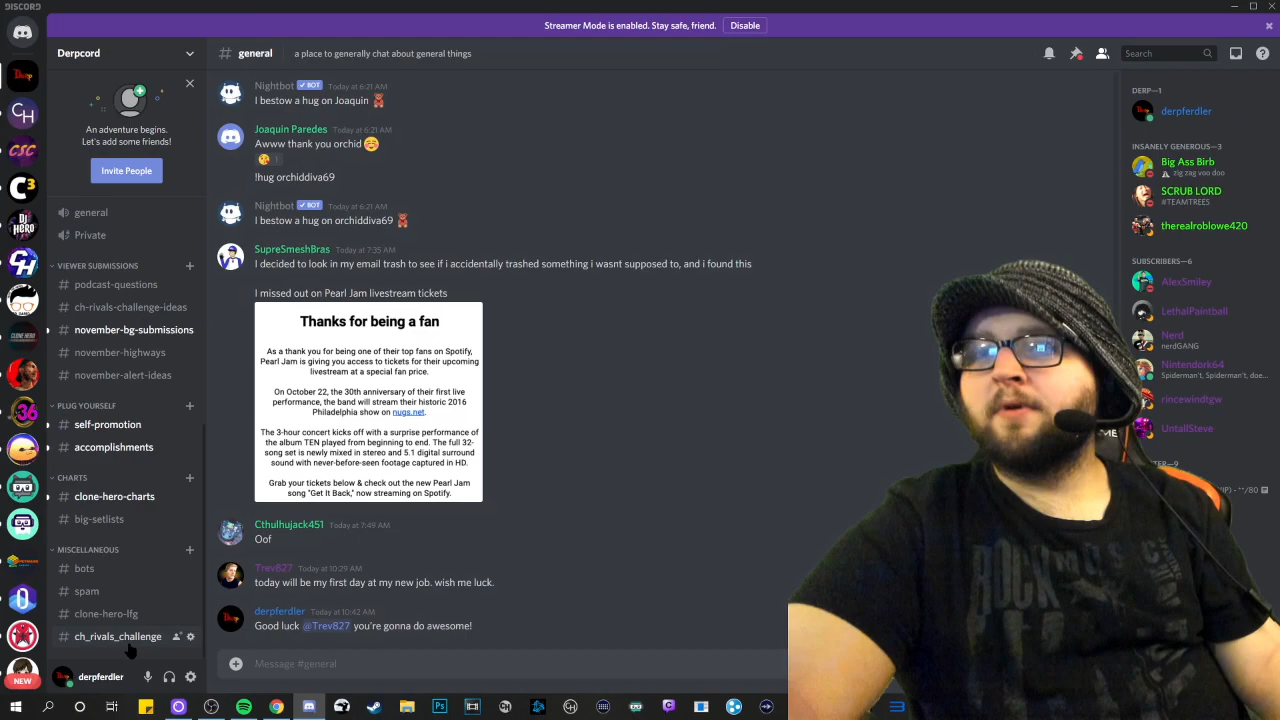 DISCORD
Streamer Mode is enabled. Stay safe, friend.
Disable
Derpcord
An adventure begins.
Let's add some friends!
Invite People
general
Private
VIEWER SUBMISSIONS
podcast-questions
ch-rivals-challenge-ideas
november-bg-submissions
november-highways
november-alert-ideas
PLUG YOURSELF
self-promotion
accomplishments
CHARTS
clone-hero-charts
big-setlists
MISCELLANEOUS
bots
spam
clone-hero-lfg
ch_rivals_challenge
derpferdler
NEW
general
a place to generally chat about general things
Search
Nightbot BOT Today at 6:21 AM
I bestow a hug on Joaquin
Joaquin Paredes Today at 6:21 AM
Awww thank you orchid
1
!hug orchiddiva69
Nightbot BOT Today at 6:21 AM
I bestow a hug on orchiddiva69
SupreSmeshBras Today at 7:35 AM
I decided to look in my email trash to see if i accidentally trashed something i wasnt supposed to, and i found this
I missed out on Pearl Jam livestream tickets
Thanks for being a fan
As a thank you for being one of their top fans on Spotify,
Pearl Jam is giving you access to tickets for their upcoming
livestream at a special fan price.
On October 22, the 30th anniversary of their first live
performance, the band will stream their historic 2016
Philadelphia show on nugs.net.
The 3-hour concert kicks off with a surprise performance of
the album TEN played from beginning to end. The full 32-
song set is newly mixed in stereo and 5.1 digital surround
sound with never-before-seen footage captured in HD.
Grab your tickets below & check out the new Pearl Jam
song "Get It Back," now streaming on Spotify.
Cthulhujack451 Today at 7:49 AM
Oof
Trev827 Today at 10:29 AM
today will be my first day at my new job. wish me luck.
derpferdler Today at 10:42 AM
Good luck @Trev827 you're gonna do awesome!
Message #general
DERP—1
derpferdler
INSANELY GENEROUS—3
Big Ass Birb
zig zag voo doo
SCRUB LORD
#TEAMTREES
therealroblowe420
SUBSCRIBERS—6
AlexSmiley
LethalPaintball
Nerd
nerdGANG
Nintendork64
Spiderman't, Spiderman't, doe...
rincewindtgw
UntailSteve